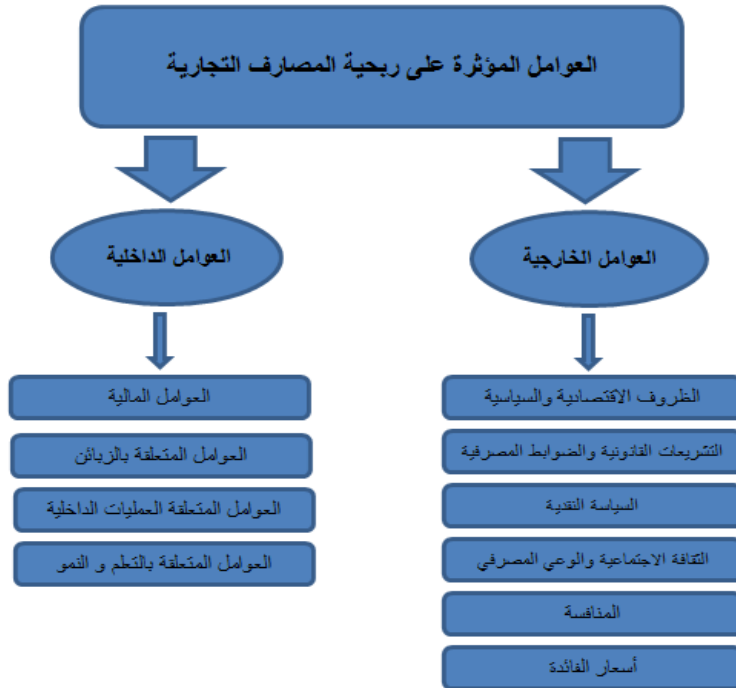 العوامل المؤثرة على ربحية المصارف التجارية
العوامل الخارجية
الظروف الاقتصادية والسياسية
التشريعات القانونية والضوابط المصرفية
السياسة النقدية
الثقافة الاجتماعية والوعي المصرفي
المنافسة
أسعار الفائدة
العوامل الداخلية
العوامل المالية
العوامل المتعلقة بالزبائن
العوامل المتعلقة العمليات الداخلية
العوامل المتعلقة بالتعلم و النمو